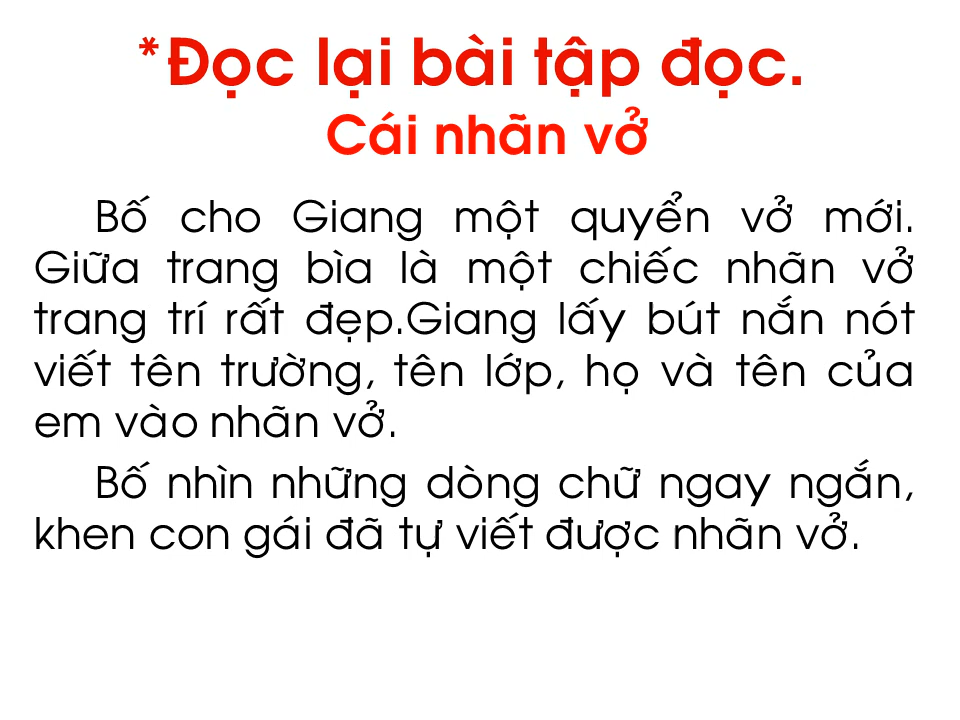 *Đọc lại bài tập đọc.
Cái nhãn vở
Bố cho Giang một quyển vở mới.
Giữa trang bìa là một chiếc nhãn vở
trang trí rất đẹp.Giang lấy bút nắn nót
viết tên trường, tên lớp, họ và tên của
em vào nhãn vở.
Bố nhìn những dòng chữ ngay ngắn,
khen con gái đã tự viết được nhãn vở.